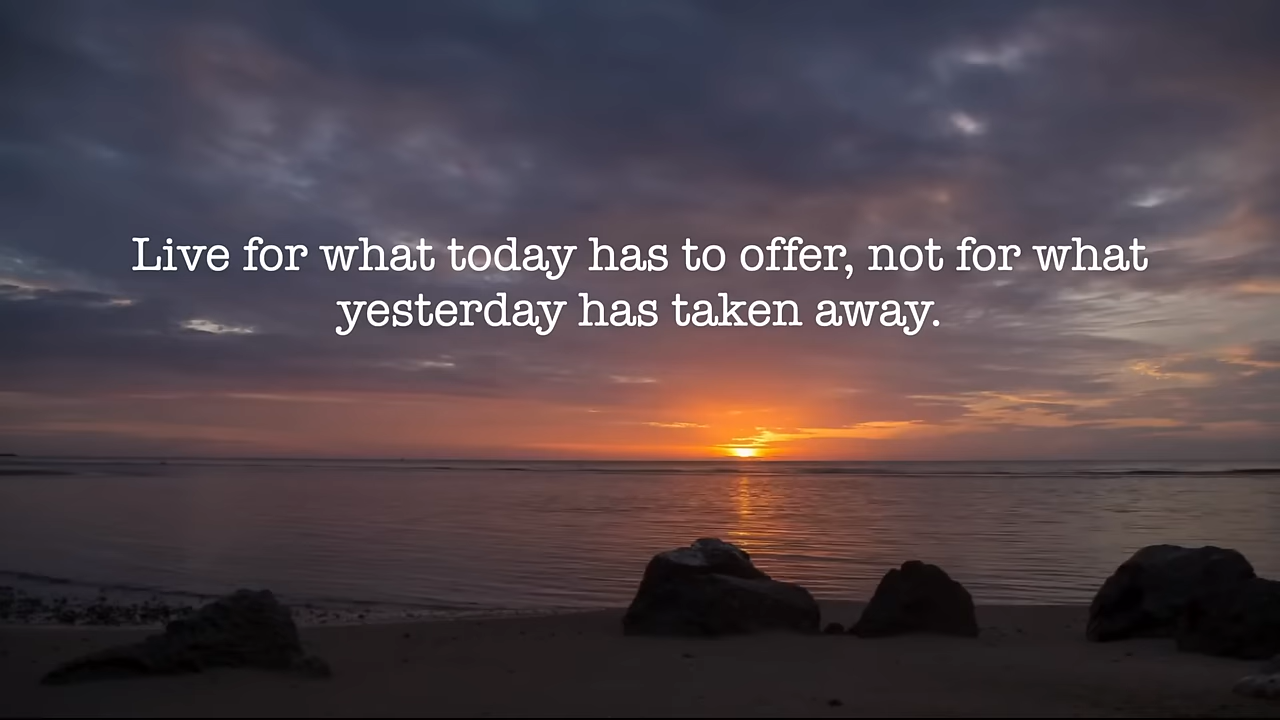 Live for what today has to offer, not for what
yesterday has taken away.